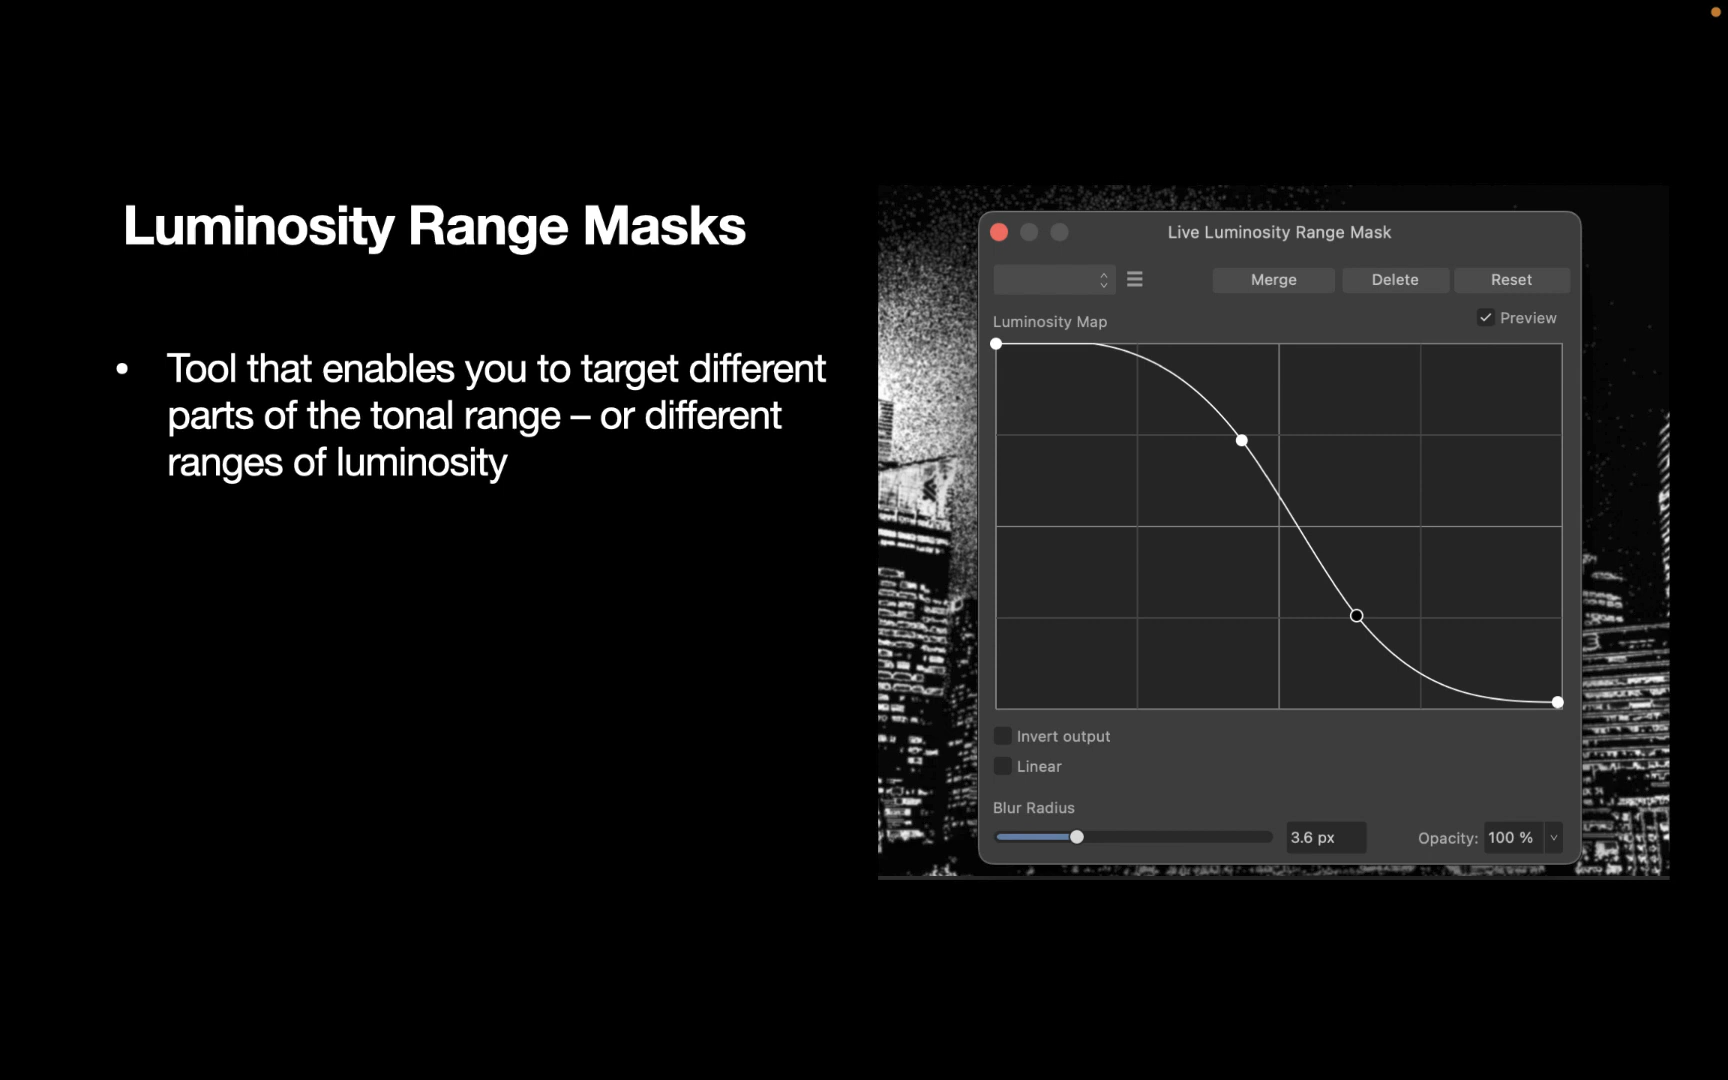 Luminosity Range Masks
• Tool that enables you to target different
parts of the tonal range – or different
ranges of luminosity
Live Luminosity Range Mask
Merge Delete Reset
Luminosity Map
Preview
Invert output
Linear
Blur Radius
3.6 px
Opacity: 100 %